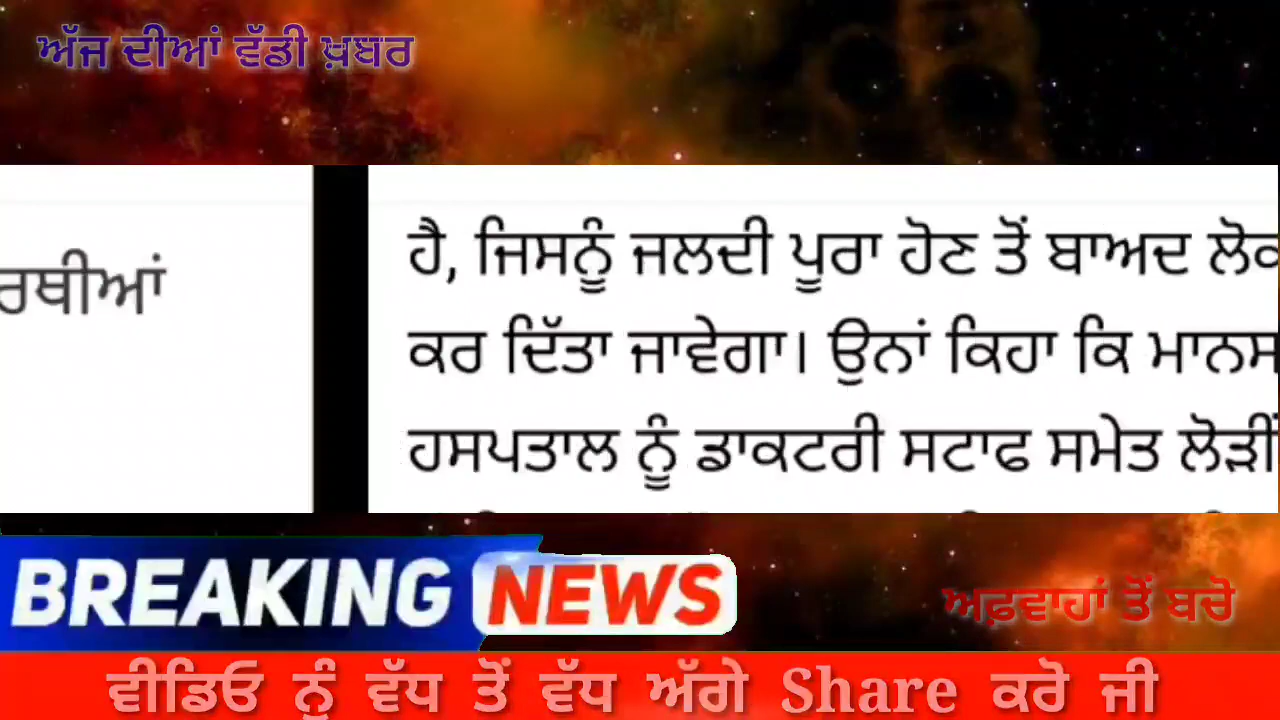 ਅੱਜ ਦੀਆਂ ਵੱਡੀ ਖ਼ਬਰ
ਰਥੀਆਂ
ਹੈ, ਜਿਸਨੂੰ ਜਲਦੀ ਪੂਰਾ ਹੋਣ ਤੋਂ ਬਾਅਦ ਲੋਕ
ਕਰ ਦਿੱਤਾ ਜਾਵੇਗਾ। ਉਨਾਂ ਕਿਹਾ ਕਿ ਮਾਨਸ
ਹਸਪਤਾਲ ਨੂੰ ਡਾਕਟਰੀ ਸਟਾਫ ਸਮੇਤ ਲੋੜੀਂ
BREAKING NEWS
ਅਫ਼ਵਾਹਾਂ ਤੋਂ ਬਚੋ
ਵੀਡਿਓ ਨੂੰ ਵੱਧ ਤੋਂ ਵੱਧ ਅੱਗੇ Share ਕਰੋ ਜੀ